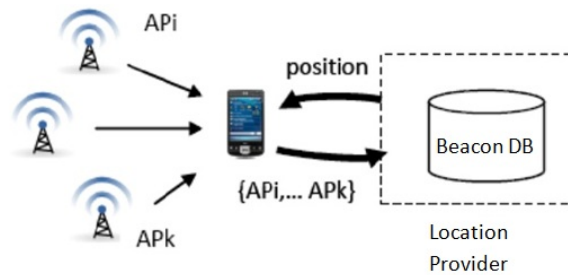 APi
position
Beacon DB
{APi,... APk}
APk
Location
Provider